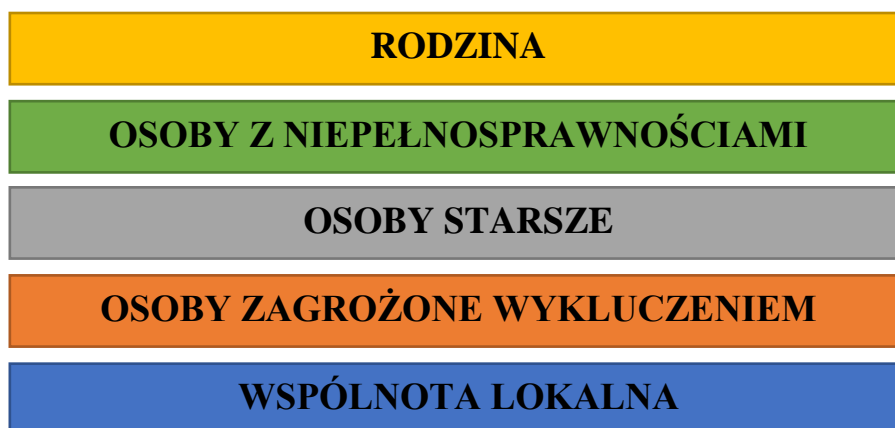 RODZINA
OSOBY Z NIEPEŁNOSPRAWNOŚCIAMI
OSOBY STARSZE
OSOBY ZAGROŻONE WYKLUCZENIEM
WSPÓLNOTA LOKALNA